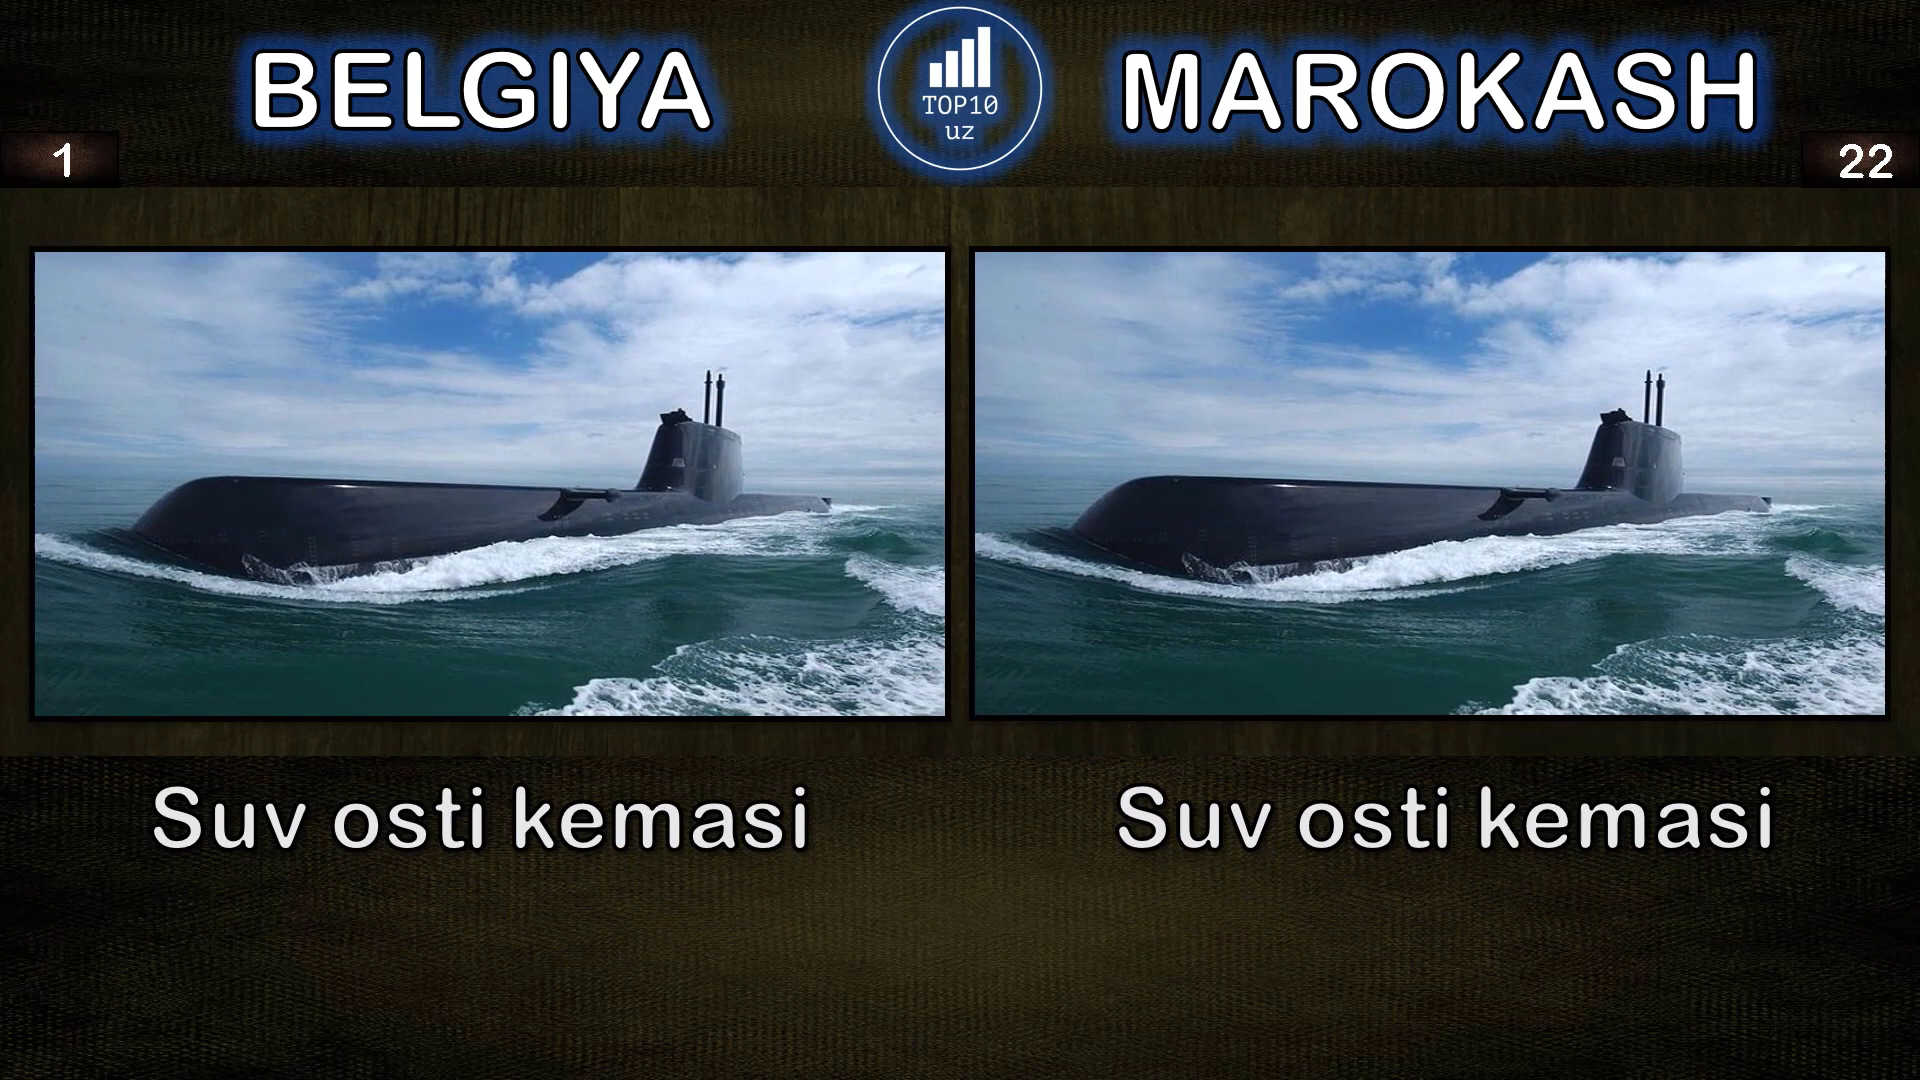 BELGIYA
TOP10
uz
MAROKASH
1
22
Suv osti kemasi
Suv osti kemasi